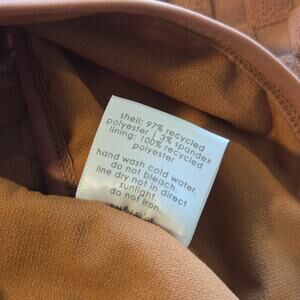 shell: 97% recycled
polyester | 3% spandex
lining: 100% recycled
polyester
hand wash cold water.
do not bleach.
line dry not in direct
sunlight.
do not iron.